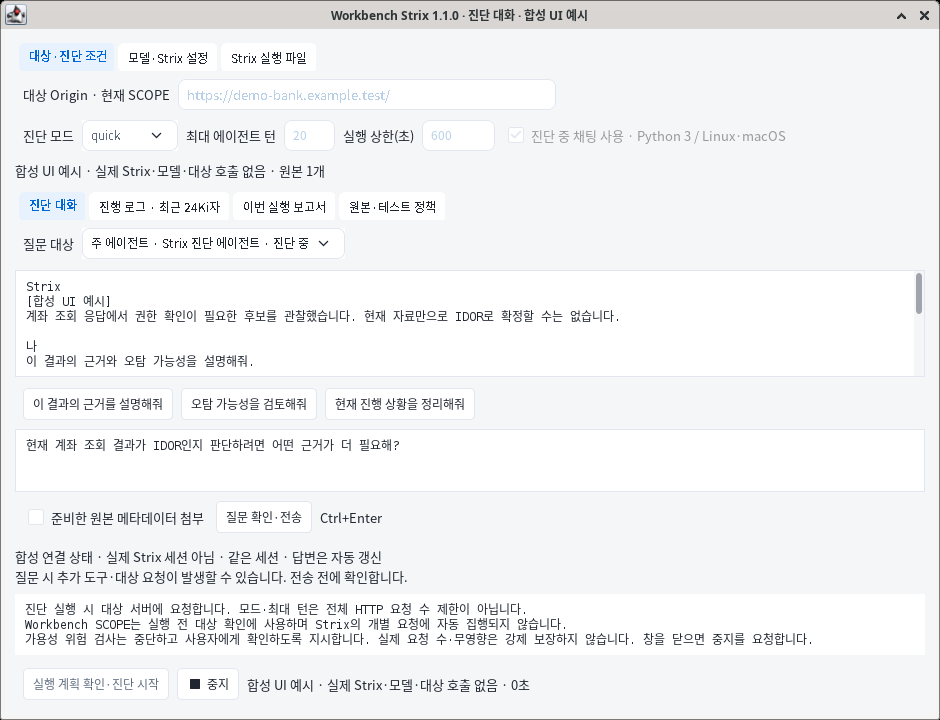 Workbench Strix 1.1.0 · 진단 대화 · 합성 UI 예시
대상 · 진단 조건 모델·Strix 설정 Strix 실행 파일
대상 Origin · 현재 SCOPE https://demo-bank.example.test/
진단 모드 quick 최대 에이전트 턴 20 실행 상한(초) 600 진단 중 채팅 사용 · Python 3 / Linux·macOS
합성 UI 예시 · 실제 Strix·모델·대상 호출 없음 · 원본 1개
진단 대화 진행 로그 · 최근 24Ki자 이번 실행 보고서 원본·테스트 정책
질문 대상 주 에이전트 · Strix 진단 에이전트 · 진단 중
Strix
[합성 UI 예시]
계좌 조회 응답에서 권한 확인이 필요한 후보를 관찰했습니다. 현재 자료만으로 IDOR로 확정할 수는 없습니다.
나
이 결과의 근거와 오탐 가능성을 설명해줘.
이 결과의 근거를 설명해줘 오탐 가능성을 검토해줘 현재 진행 상황을 정리해줘
현재 계좌 조회 결과가 IDOR인지 판단하려면 어떤 근거가 더 필요해?
준비한 원본 메타데이터 첨부 질문 확인·전송 Ctrl+Enter
합성 연결 상태 · 실제 Strix 세션 아님 · 같은 세션 · 답변은 자동 갱신
질문 시 추가 도구·대상 요청이 발생할 수 있습니다. 전송 전에 확인합니다.
진단 실행 시 대상 서버에 요청합니다. 모드·최대 턴은 전체 HTTP 요청 수 제한이 아닙니다.
Workbench SCOPE는 실행 전 대상 확인에 사용하며 Strix의 개별 요청에 자동 집행되지 않습니다.
가용성 위험 검사는 중단하고 사용자에게 확인하도록 지시합니다. 실제 요청 수·무영향은 강제 보장하지 않습니다. 창을 닫으면 중지를 요청합니다.
실행 계획 확인·진단 시작 중지 합성 UI 예시 · 실제 Strix·모델·대상 호출 없음 · 0초